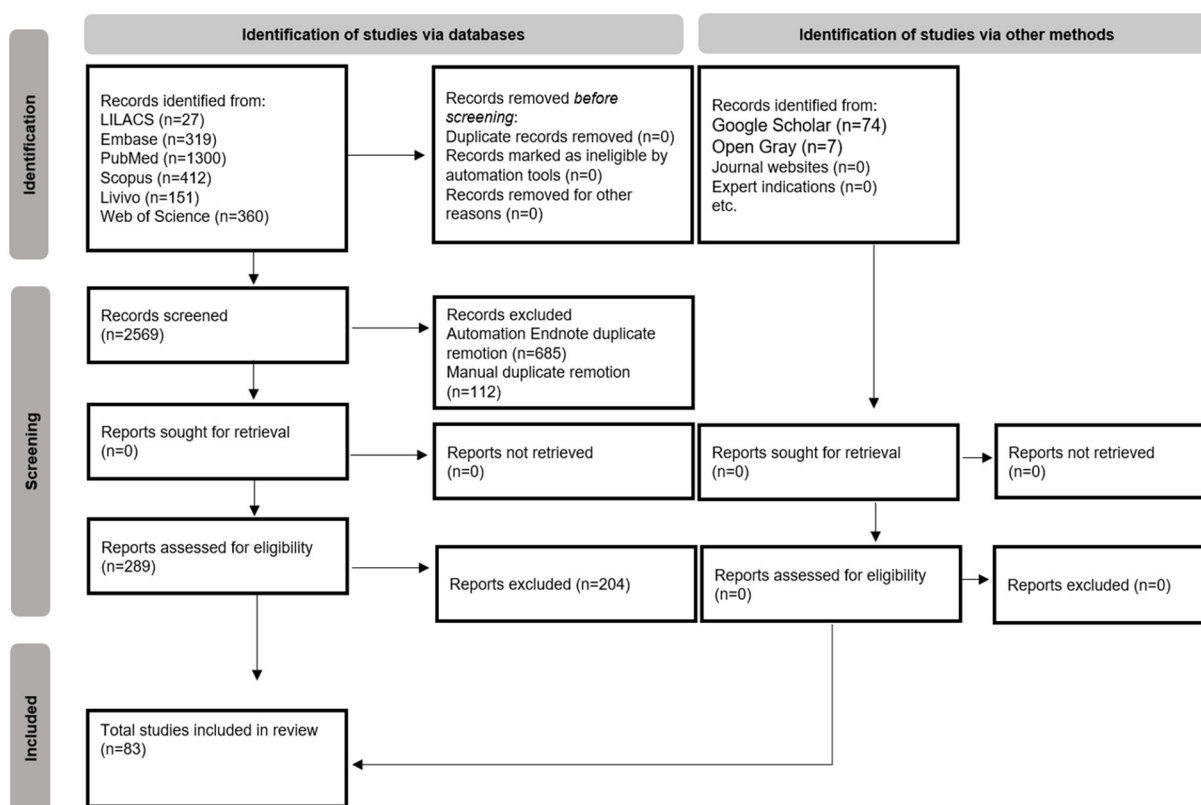 Identification of studies via databases
Identification of studies via other methods
Identification
Records identified from:
LILACS (n=27)
Embase (n=319)
PubMed (n=1300)
Scopus (n=412)
Livivo (n=151)
Web of Science (n=360)
Records removed before
screening:
Duplicate records removed (n=0)
Records marked as ineligible by
automation tools (n=0)
Records removed for other
reasons (n=0)
Records identified from:
Google Scholar (n=74)
Open Gray (n=7)
Journal websites (n=0)
Expert indications (n=0)
etc.
Screening
Records screened
(n=2569)
Records excluded
Automation Endnote duplicate
remotion (n=685)
Manual duplicate remotion
(n=112)
Reports sought for retrieval
(n=0)
Reports not retrieved
(n=0)
Reports sought for retrieval
(n=0)
Reports not retrieved
(n=0)
Reports assessed for eligibility
(n=289)
Reports excluded (n=204)
Reports assessed for eligibility
(n=0)
Reports excluded (n=0)
Included
Total studies included in review
(n=83)